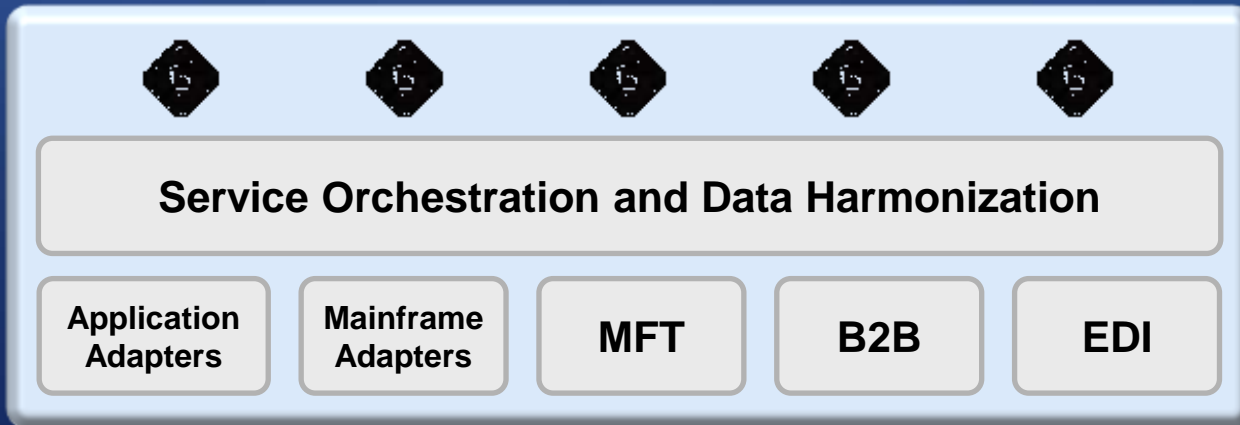 Service Orchestration and Data Harmonization
Application
Adapters
Mainframe
Adapters
MFT
B2B
EDI